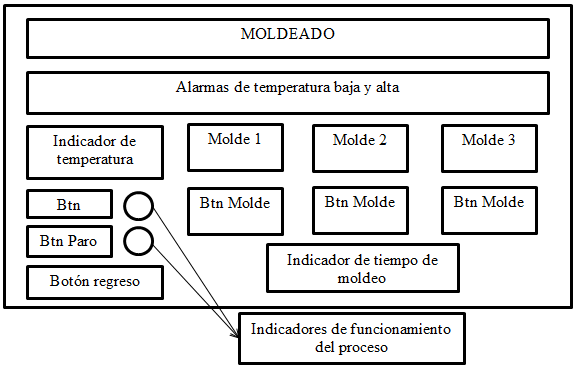 MOLDEADO
Alarmas de temperatura baja y alta
Indicador de
temperatura
Molde 1
Molde 2
Molde 3
Btn
Btn Molde
Btn Molde
Btn Molde
Btn Paro
Indicador de tiempo de
moldeo
Botón regreso
Indicadores de funcionamiento
del proceso